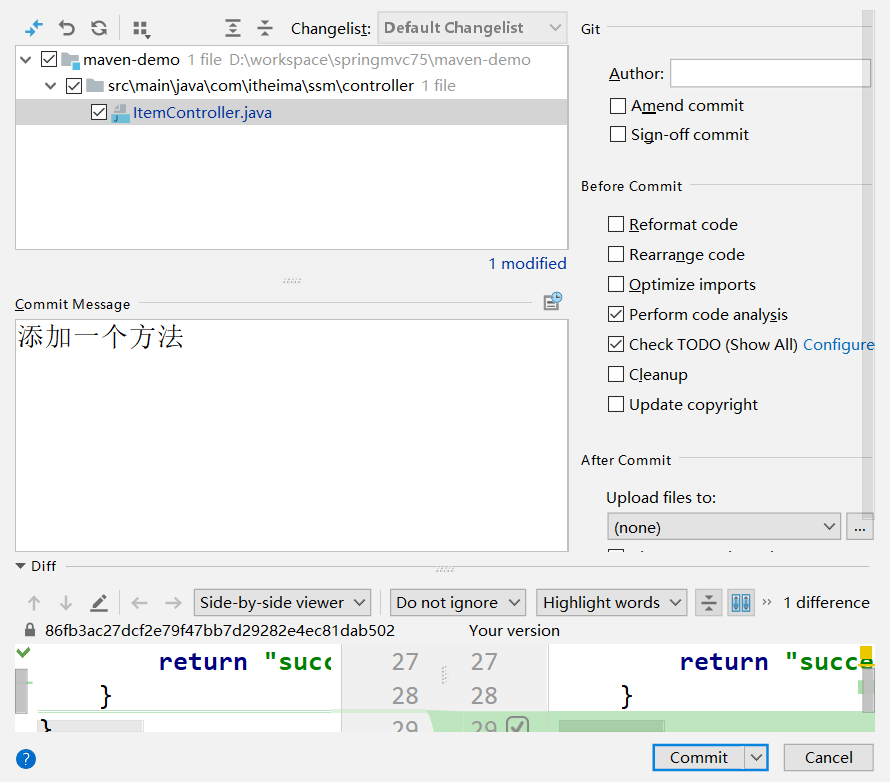 Changelist: Default Changelist
maven-demo 1 file D:\workspace\springmvc75\maven-demo
src\main\java\com\itheima\ssm\controller 1 file
ItemController.java
1 modified
Commit Message
添加一个方法
Git
Author:
Amend commit
Sign-off commit
Before Commit
Reformat code
Rearrange code
Optimize imports
Perform code analysis
Check TODO (Show All) Configure
Cleanup
Update copyright
After Commit
Upload files to:
(none) ...
Diff
Side-by-side viewer Do not ignore Highlight words 1 difference
86fb3ac27dcf2e79f47bb7d29282e4ec81dab502 Your version
return "succ 27 27 return "succe
} 28 28 }
} 29 29
? Commit Cancel